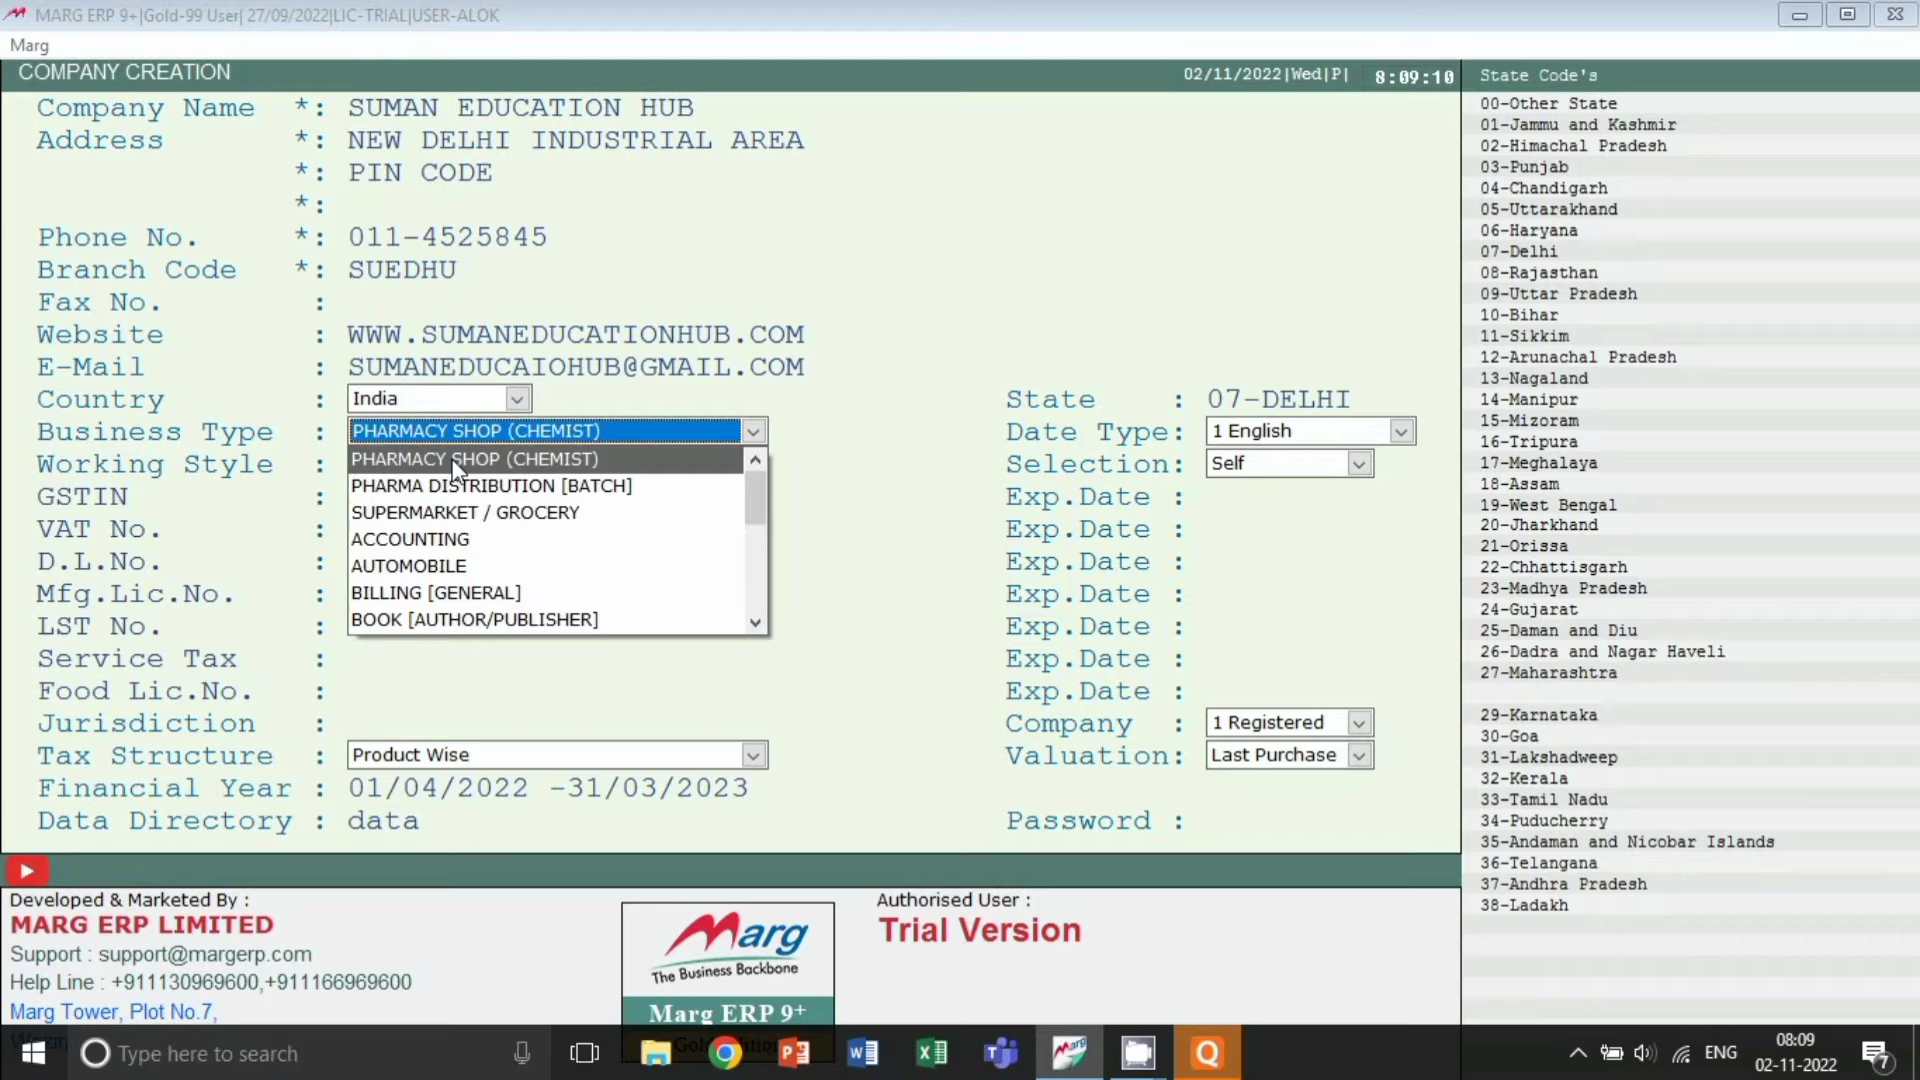 MARG ERP 9+|Gold-99 User| 27/09/2022|LIC-TRIAL|USER-ALOK
Marg
COMPANY CREATION
02/11/2022|Wed|P|
8:09:10
Company Name *: SUMAN EDUCATION HUB
Address *: NEW DELHI INDUSTRIAL AREA
*: PIN CODE
*:
Phone No. *: 011-4525845
Branch Code *: SUEDHU
Fax No. :
Website : WWW.SUMANEDUCATIONHUB.COM
E-Mail : SUMANEDUCAIOHUB@GMAIL.COM
Country : India
State : 07-DELHI
Business Type : PHARMACY SHOP (CHEMIST)
Date Type: 1 English
Working Style :
Selection: Self
PHARMACY SHOP (CHEMIST)
PHARMA DISTRIBUTION [BATCH]
SUPERMARKET / GROCERY
ACCOUNTING
AUTOMOBILE
BILLING [GENERAL]
BOOK [AUTHOR/PUBLISHER]
GSTIN :
Exp.Date :
VAT No. :
Exp.Date :
D.L.No. :
Exp.Date :
Mfg.Lic.No. :
Exp.Date :
LST No. :
Exp.Date :
Service Tax :
Exp.Date :
Food Lic.No. :
Exp.Date :
Jurisdiction :
Company : 1 Registered
Tax Structure : Product Wise
Valuation: Last Purchase
Financial Year : 01/04/2022 -31/03/2023
Data Directory : data
Password :
State Code's
00-Other State
01-Jammu and Kashmir
02-Himachal Pradesh
03-Punjab
04-Chandigarh
05-Uttarakhand
06-Haryana
07-Delhi
08-Rajasthan
09-Uttar Pradesh
10-Bihar
11-Sikkim
12-Arunachal Pradesh
13-Nagaland
14-Manipur
15-Mizoram
16-Tripura
17-Meghalaya
18-Assam
19-West Bengal
20-Jharkhand
21-Orissa
22-Chhattisgarh
23-Madhya Pradesh
24-Gujarat
25-Daman and Diu
26-Dadra and Nagar Haveli
27-Maharashtra
29-Karnataka
30-Goa
31-Lakshadweep
32-Kerala
33-Tamil Nadu
34-Puducherry
35-Andaman and Nicobar Islands
36-Telangana
37-Andhra Pradesh
38-Ladakh
Developed & Marketed By :
MARG ERP LIMITED
Support : support@margerp.com
Help Line : +911130969600,+911166969600
Marg Tower, Plot No.7,
Marg
The Business Backbone
Marg ERP 9+
Authorised User :
Trial Version
Type here to search
ENG
08:09
02-11-2022
7